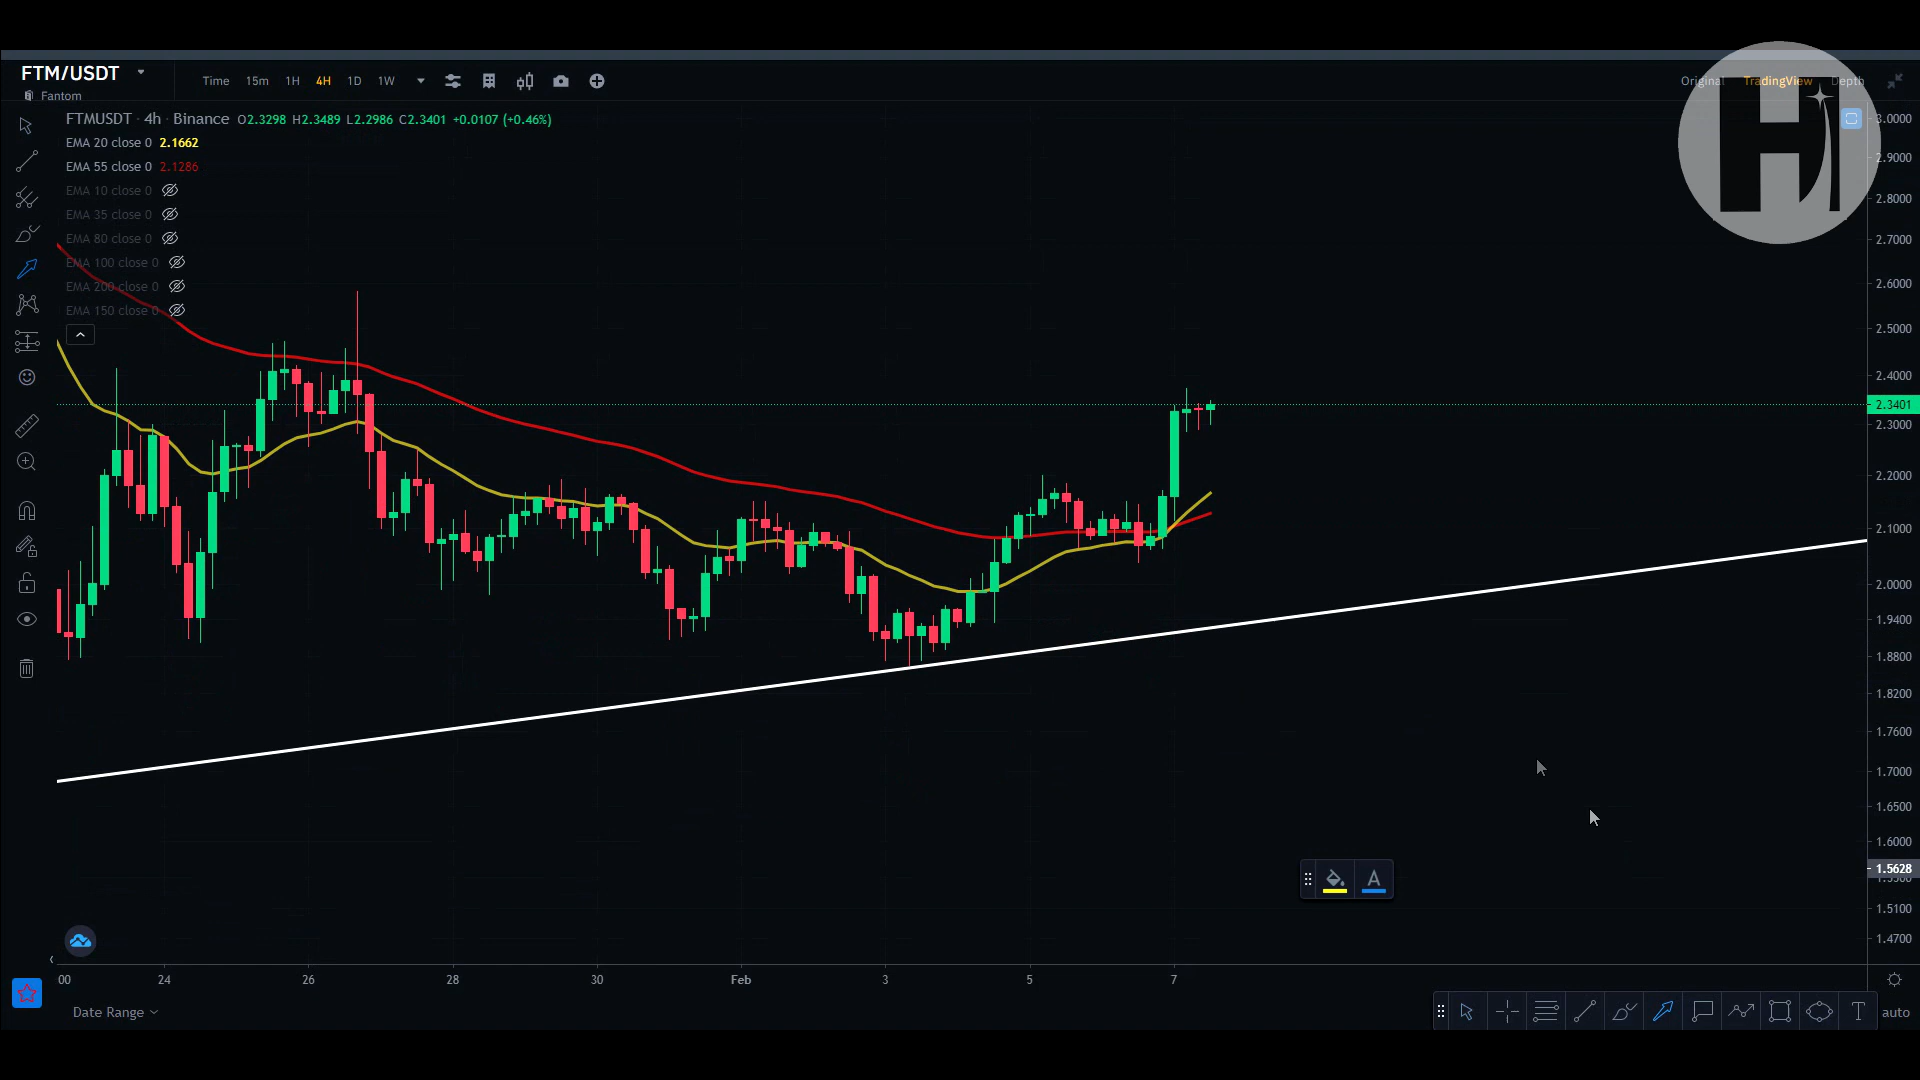 FTM/USDT
Fantom
Time 15m 1H 4H 1D 1W
Original TradingView Depth
FTMUSDT · 4h · Binance O2.3298 H2.3489 L2.2986 C2.3401 +0.0107 (+0.46%)
EMA 20 close 0 2.1662
EMA 55 close 0 2.1286
EMA 10 close 0
EMA 35 close 0
EMA 80 close 0
EMA 100 close 0
EMA 200 close 0
EMA 150 close 0
3.0000
2.9000
2.8000
2.7000
2.6000
2.5000
2.4000
2.3401
2.3000
2.2000
2.1000
2.0000
1.9400
1.8800
1.8200
1.7600
1.7000
1.6500
1.6000
1.5628
1.5100
1.4700
00 24 26 28 30 Feb 3 5 7
Date Range
auto